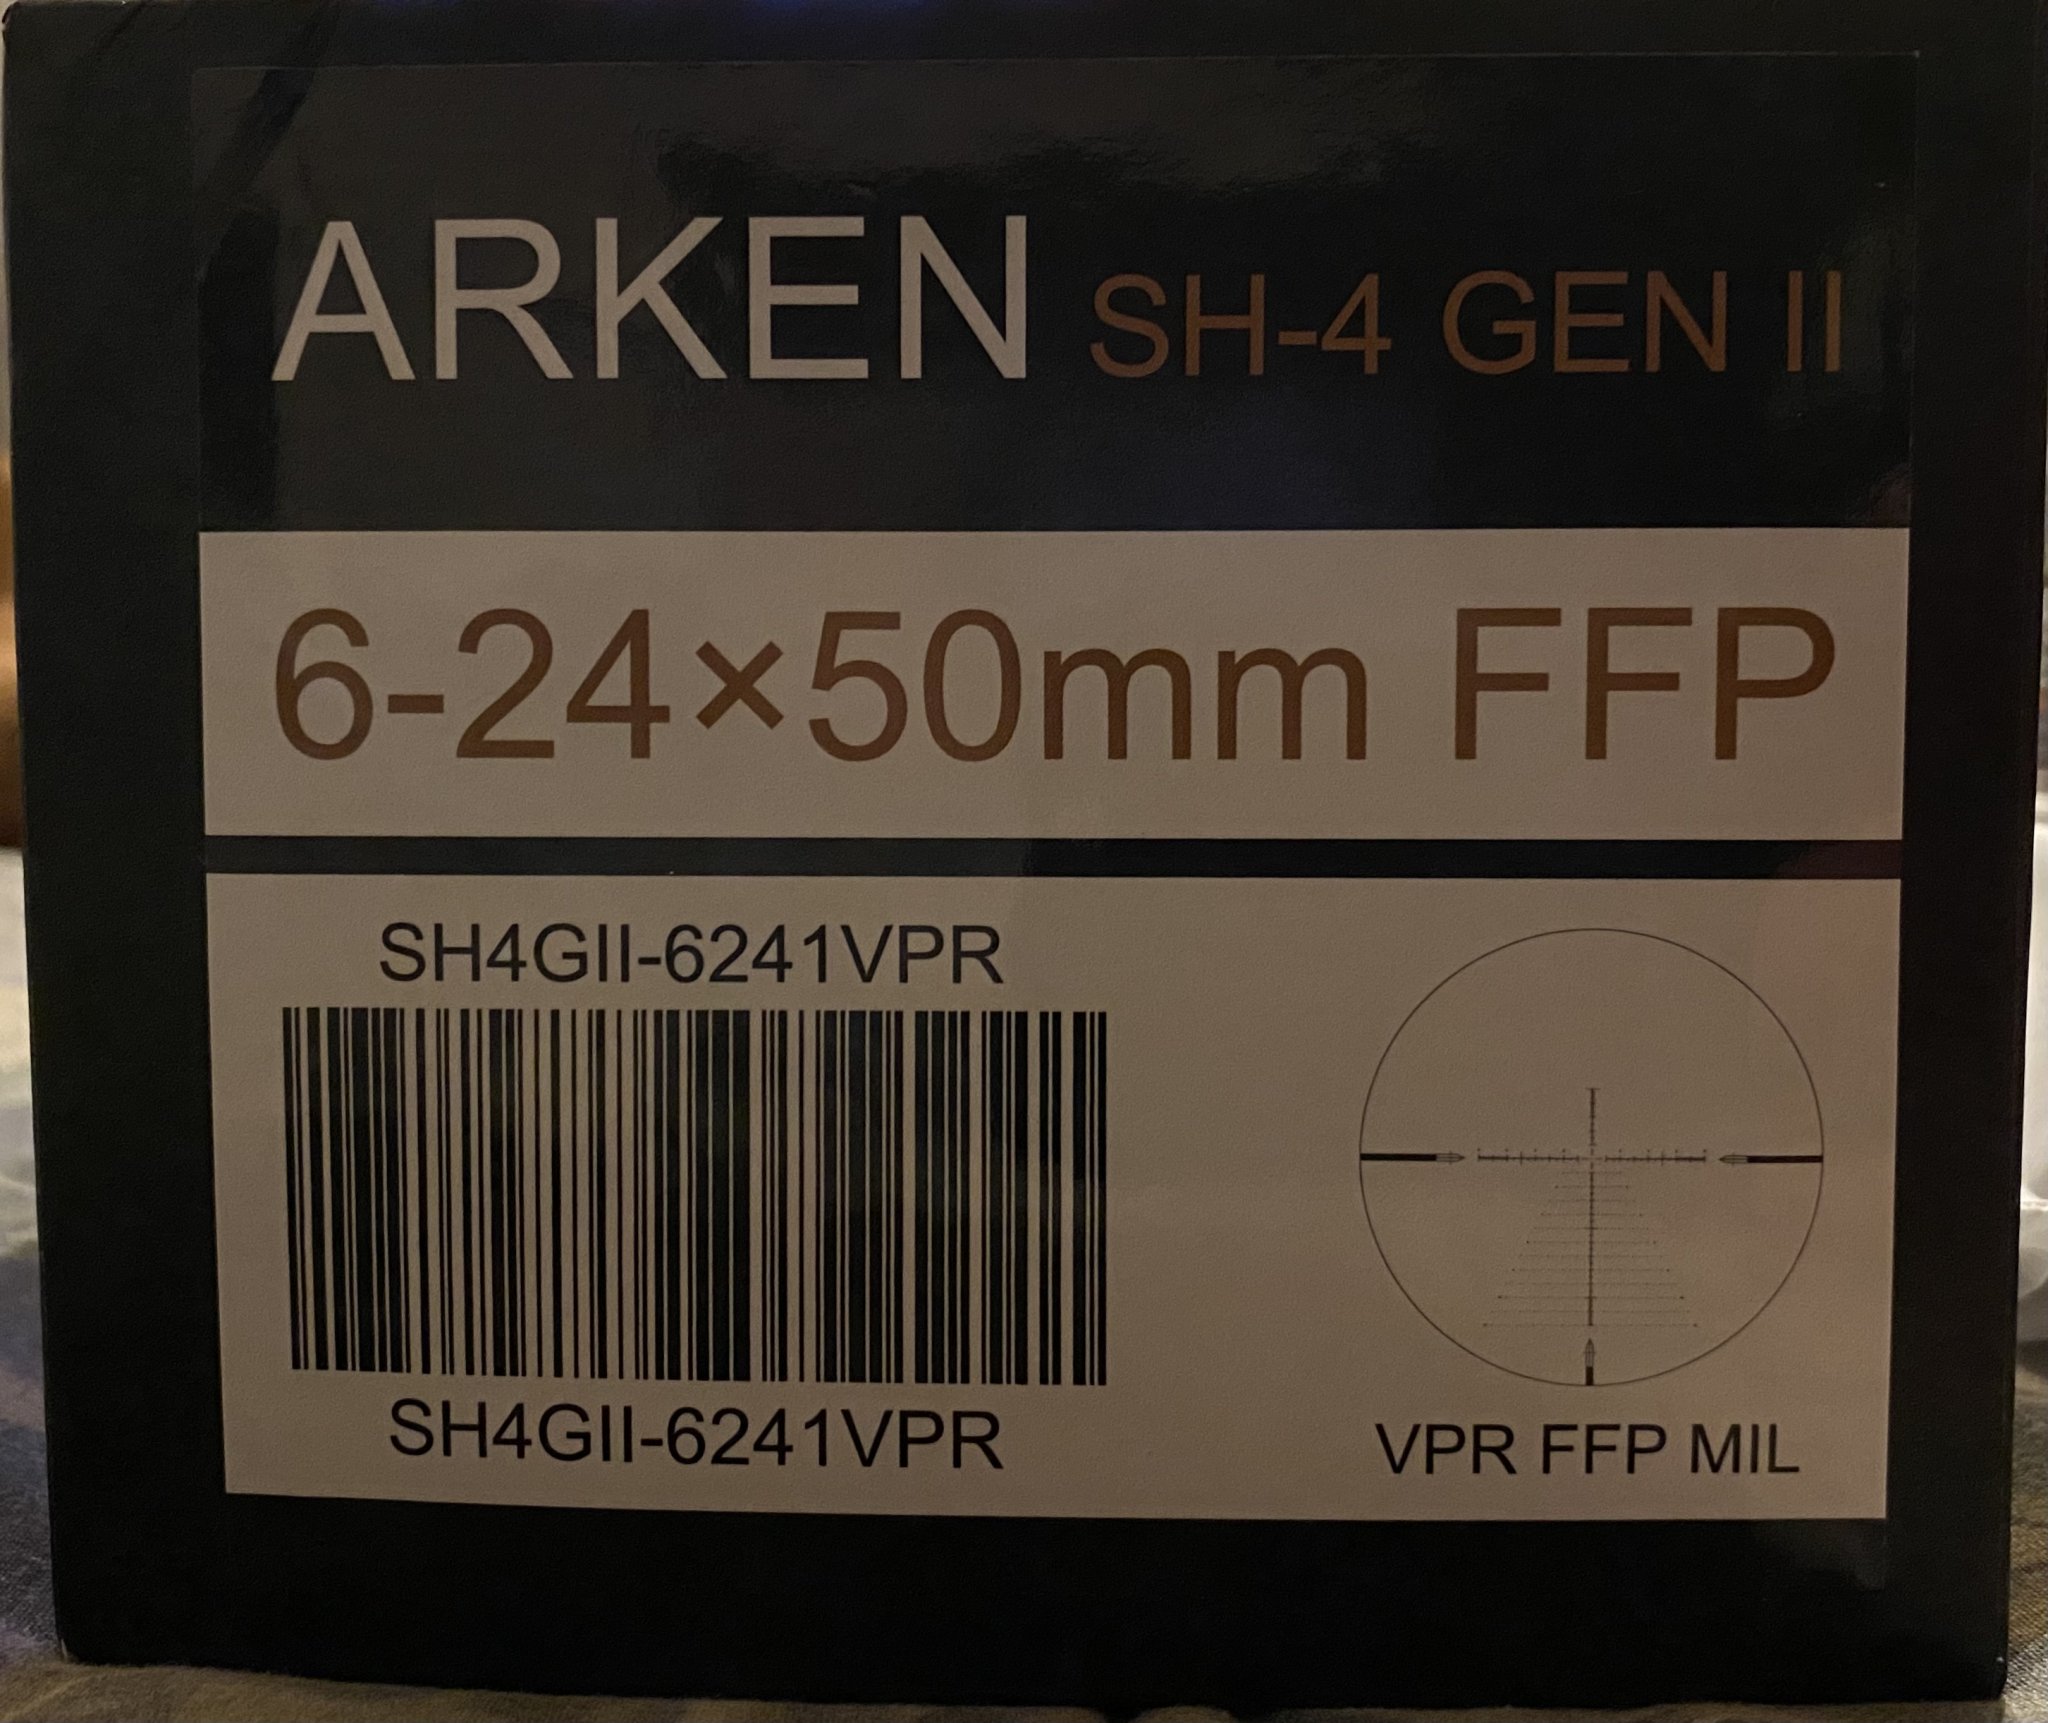 ARKEN SH-4 GEN II
6-24×50mm FFP
SH4GII-6241VPR
SH4GII-6241VPR
VPR FFP MIL